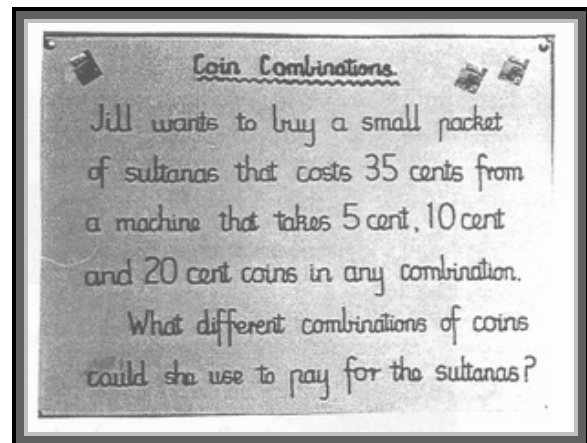 Coin Combinations.
Jill wants to buy a small packet
of sultanas that costs 35 cents from
a machine that takes 5 cent, 10 cent
and 20 cent coins in any combination.
What different combinations of coins
could she use to pay for the sultanas?